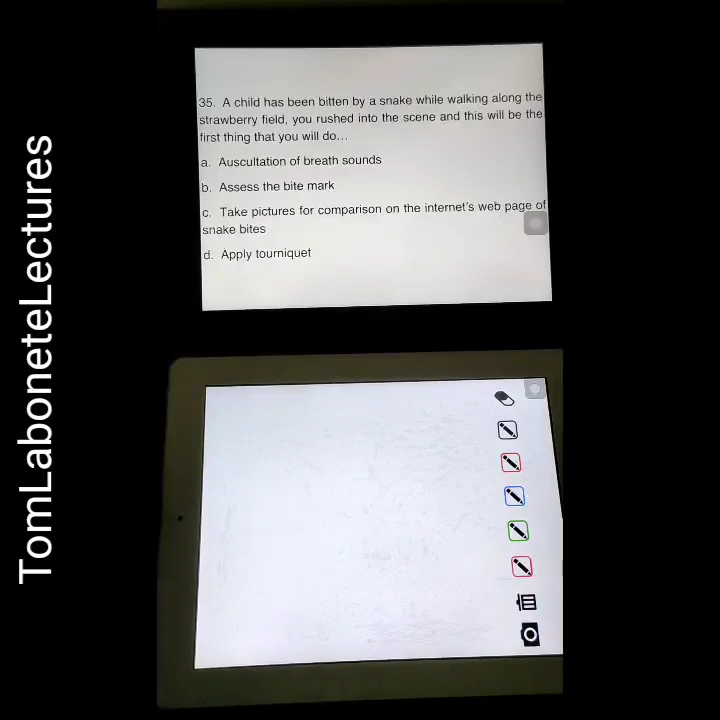 TomLaboneteLectures
35. A child has been bitten by a snake while walking along the
strawberry field, you rushed into the scene and this will be the
first thing that you will do...
a. Auscultation of breath sounds
b. Assess the bite mark
c. Take pictures for comparison on the internet's web page of
snake bites
d. Apply tourniquet